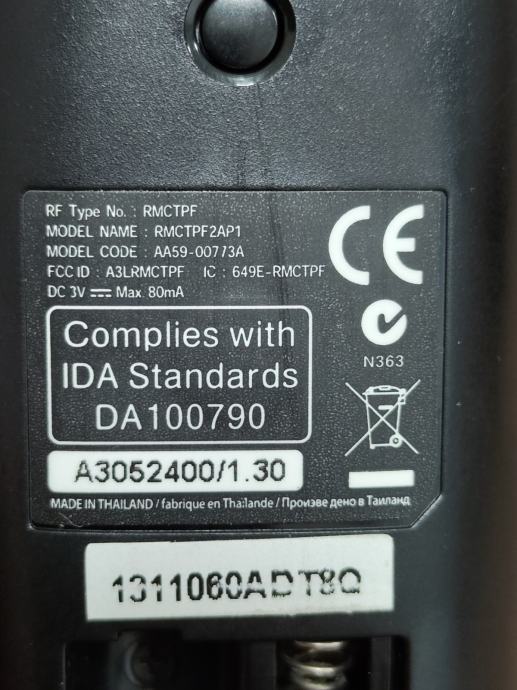 RF Type No. : RMCTPF
MODEL NAME : RMCTPF2AP1
MODEL CODE : AA59-00773A
FCC ID : A3LRMCTPF IC : 649E-RMCTPF
DC 3V ⎓ Max. 80mA
CE
N363
Complies with
IDA Standards
DA100790
A3052400/1.30
MADE IN THAILAND / fabriqué en Thaïlande / Произве дено в Таиланд
1311060ADT8Q